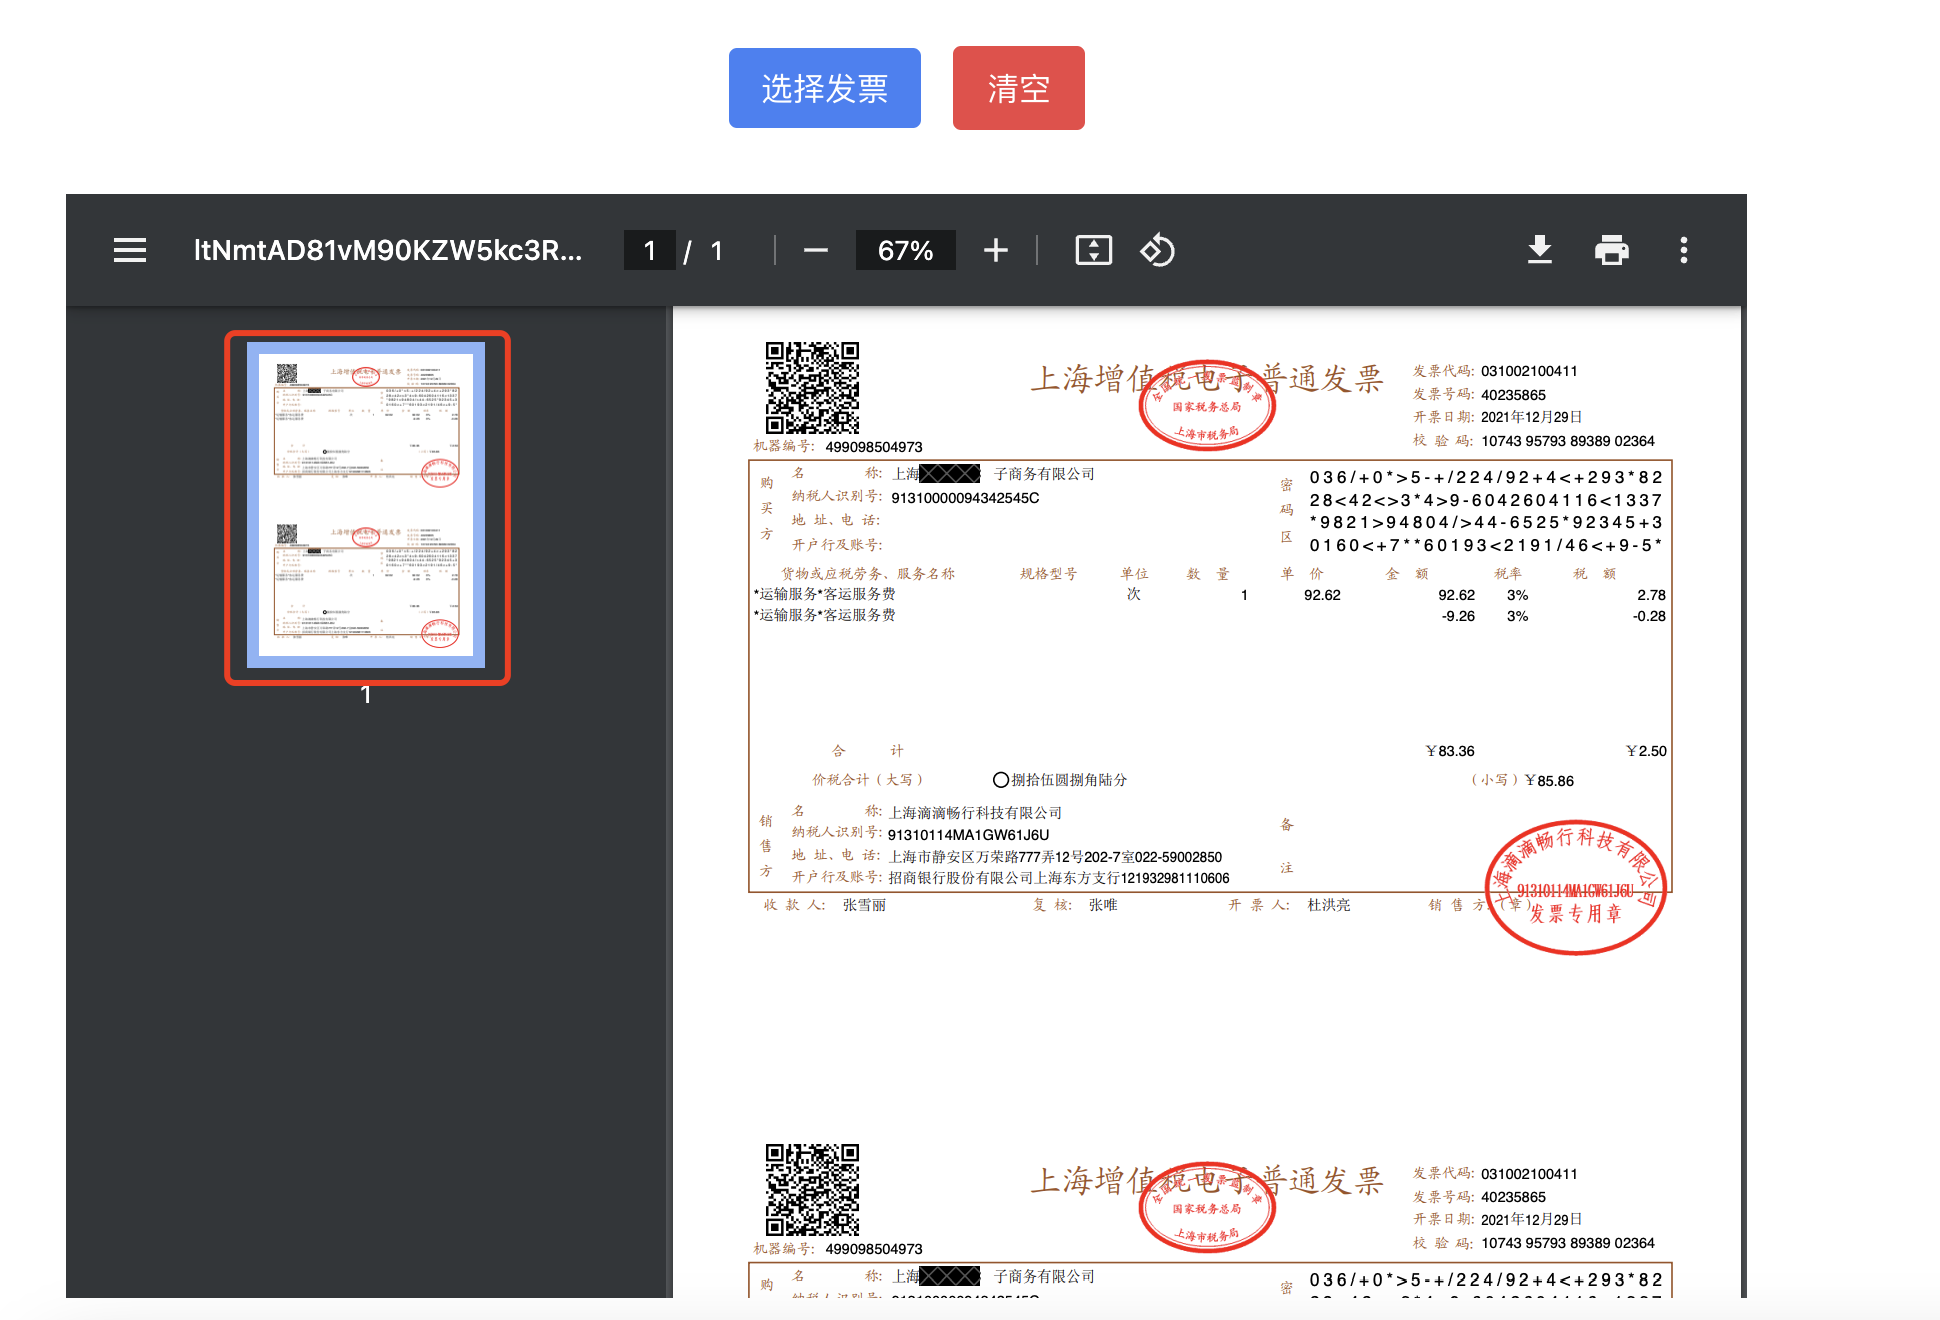 选择发票 清空
ltNmtAD81vM90KZW5kc3R... 1 / 1 67%
1
上海增值税电子普通发票
全国统一发票监制章
国家税务总局
上海市税务局
发票代码: 031002100411
发票号码: 40235865
开票日期: 2021年12月29日
校 验 码: 10743 95793 89389 02364
机器编号: 499098504973
购买方
名 称: 上海 子商务有限公司
纳税人识别号: 91310000094342545C
地 址、电 话:
开户行及账号:
密码区
036/+0*>5-+/224/92+4<+293*82
28<42<>3*4>9-6042604116<1337
*9821>94804/>44-6525*92345+3
0160<+7**60193<2191/46<+9-5*
货物或应税劳务、服务名称 规格型号 单位 数 量 单 价 金 额 税率 税 额
*运输服务*客运服务费 次 1 92.62 92.62 3% 2.78
*运输服务*客运服务费 -9.26 3% -0.28
合 计 ￥83.36 ￥2.50
价税合计（大写） 捌拾伍圆捌角陆分 （小写）￥85.86
销售方
名 称: 上海滴滴畅行科技有限公司
纳税人识别号: 91310114MA1GW61J6U
地 址、电 话: 上海市静安区万荣路777弄12号202-7室022-59002850
开户行及账号: 招商银行股份有限公司上海东方支行121932981110606
备注
收 款 人: 张雪丽 复 核: 张唯 开 票 人: 杜洪亮 销 售 方:（章）
上海滴滴畅行科技有限公司
91310114MA1GW61J6U
发票专用章
上海增值税电子普通发票
全国统一发票监制章
国家税务总局
上海市税务局
发票代码: 031002100411
发票号码: 40235865
开票日期: 2021年12月29日
校 验 码: 10743 95793 89389 02364
机器编号: 499098504973
购
名 称: 上海 子商务有限公司
密
036/+0*>5-+/224/92+4<+293*82